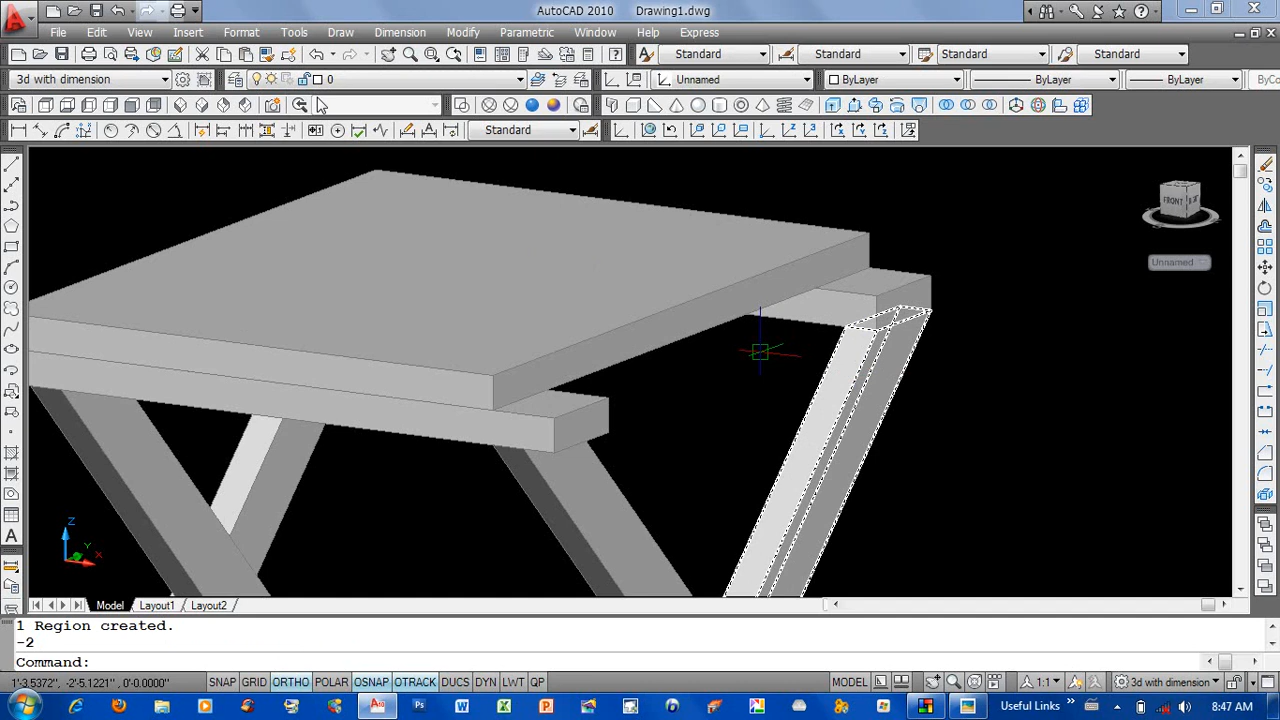 AutoCAD 2010 Drawing1.dwg
File Edit View Insert Format Tools Draw Dimension Modify Parametric Window Help Express
Standard Standard Standard Standard
3d with dimension 0 Unnamed ByLayer ByLayer ByLayer
Standard
FRONT
Unnamed
Z
Y
X
Model Layout1 Layout2
1 Region created.
-2
Command:
1'-3.5372", -2'-5.1221", 0'-0.0000" SNAP GRID ORTHO POLAR OSNAP OTRACK DUCS DYN LWT QP MODEL 1:1 3d with dimension
Useful Links 8:47 AM